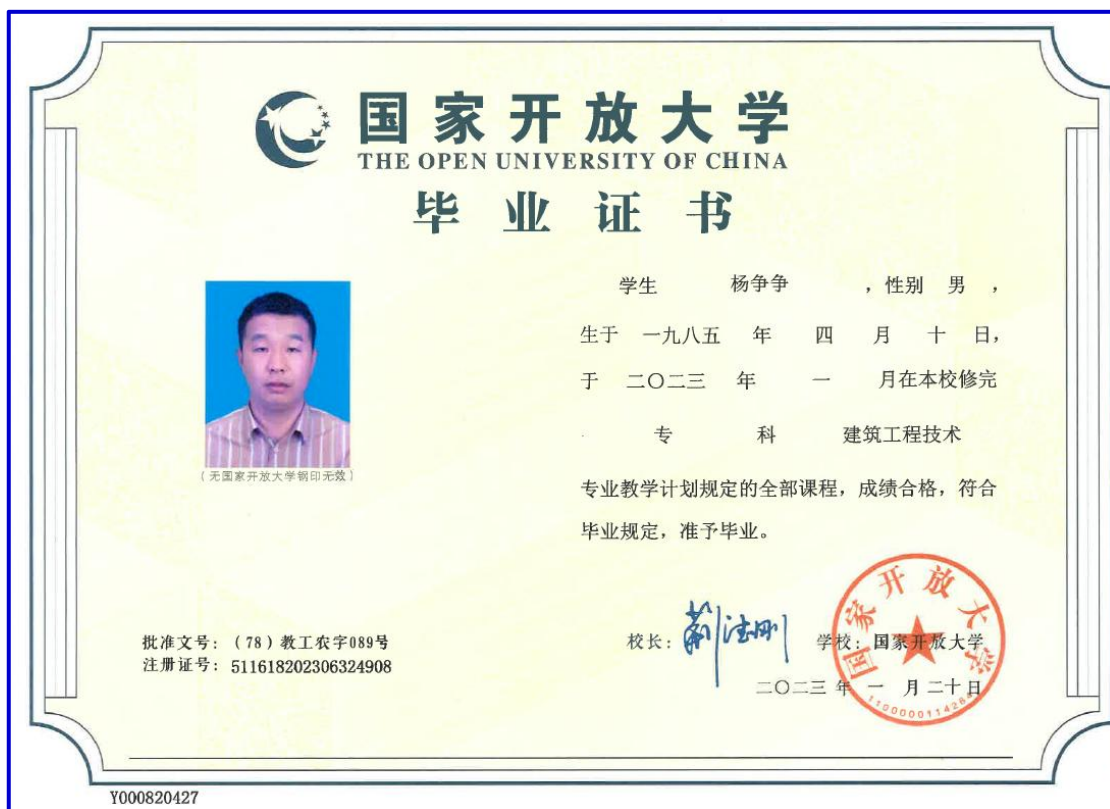 国家开放大学
THE OPEN UNIVERSITY OF CHINA
毕业证书
学生 杨争争 ，性别 男 ，
生于 一九八五 年 四 月 十 日，
于 二〇二三 年 一 月在本校修完
专 科 建筑工程技术
专业教学计划规定的全部课程，成绩合格，符合
毕业规定，准予毕业。
(无国家开放大学钢印无效)
批准文号：（78）教工农字089号
注册证号：511618202306324908
校长：荆德刚 学校：国家开放大学
二〇二三 年 一 月 二十 日
国家开放大学
Y000820427